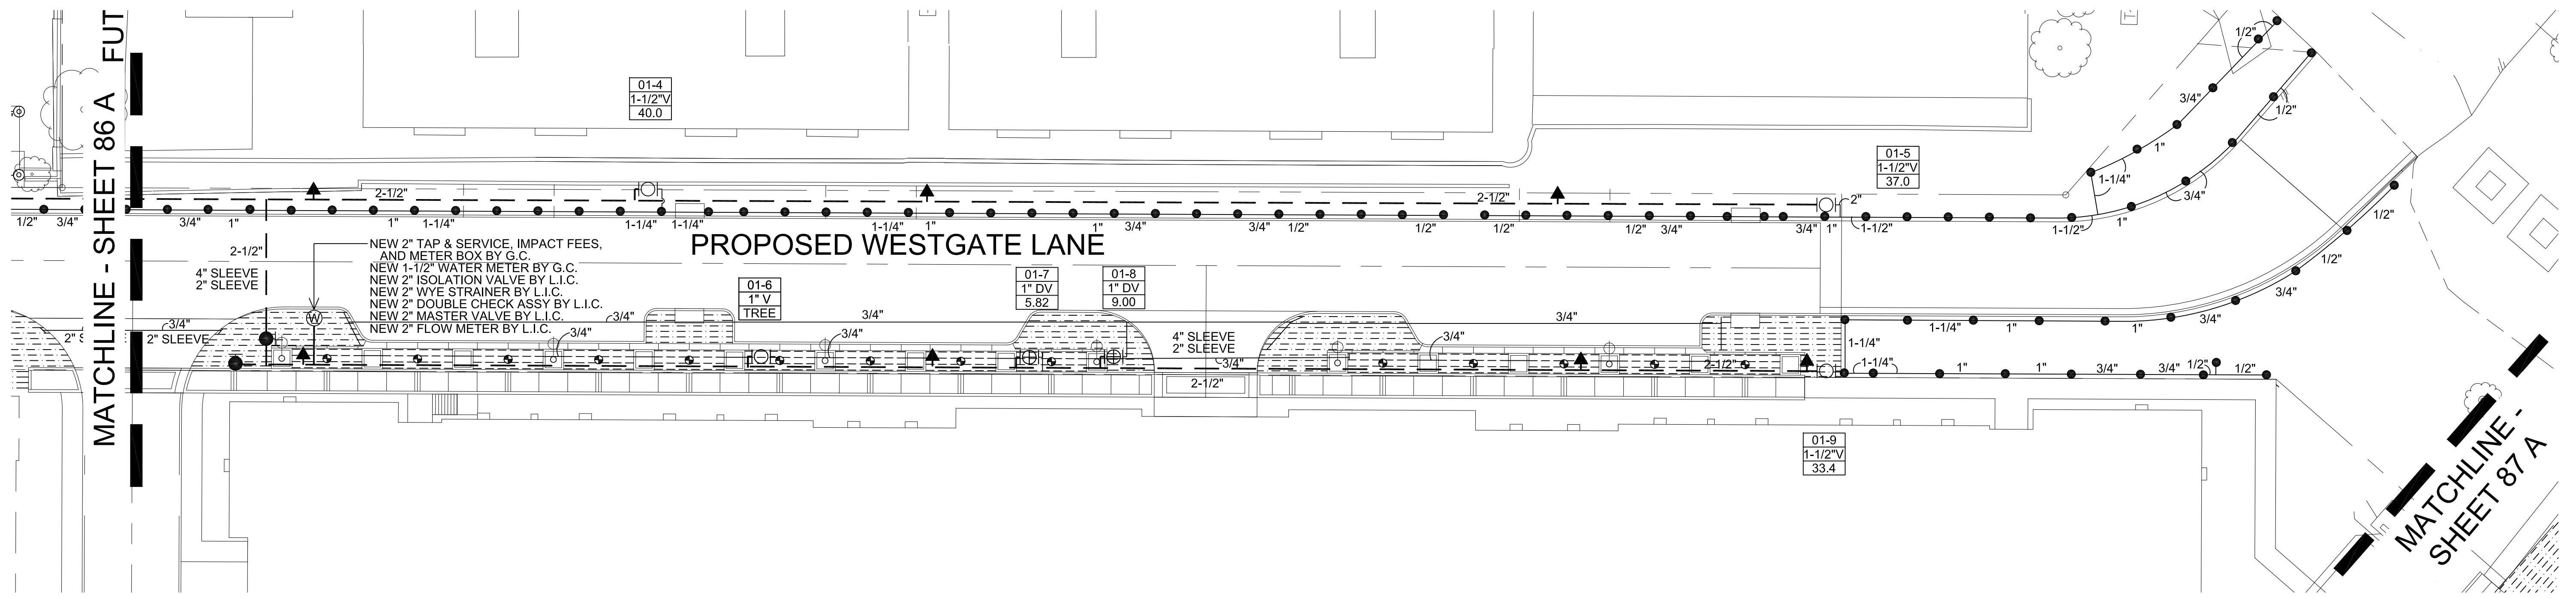 MATCHLINE - SHEET 86 A
FUT
01-4
1-1/2"V
40.0
01-5
1-1/2"V
37.0
1/2"
3/4"
1/2"
1"
1-1/4"
3/4"
2-1/2"
2-1/2"
2"
1/2"
3/4"
3/4"
1"
1"
1-1/4"
1-1/4"
1-1/4"
1-1/4"
1"
1"
3/4"
1/2"
3/4"
1/2"
1/2"
1/2"
1/2"
3/4"
3/4"
1"
1-1/2"
1-1/2"
1"
1/2"
1/2"
3/4"
PROPOSED WESTGATE LANE
2-1/2"
4" SLEEVE
2" SLEEVE
NEW 2" TAP & SERVICE, IMPACT FEES,
AND METER BOX BY G.C.
NEW 1-1/2" WATER METER BY G.C.
NEW 2" ISOLATION VALVE BY L.I.C.
NEW 2" WYE STRAINER BY L.I.C.
NEW 2" DOUBLE CHECK ASSY BY L.I.C.
NEW 2" MASTER VALVE BY L.I.C.
NEW 2" FLOW METER BY L.I.C.
W
01-6
1" V
TREE
01-7
1" DV
5.82
01-8
1" DV
9.00
3/4"
3/4"
3/4"
3/4"
1-1/4"
1"
1"
3/4"
2" S
2" SLEEVE
3/4"
3/4"
4" SLEEVE
2" SLEEVE
3/4"
3/4"
2-1/2"
2-1/2"
1-1/4"
1-1/4"
1"
1"
3/4"
3/4"
1/2"
1/2"
01-9
1-1/2"V
33.4
MATCHLINE -
SHEET 87 A